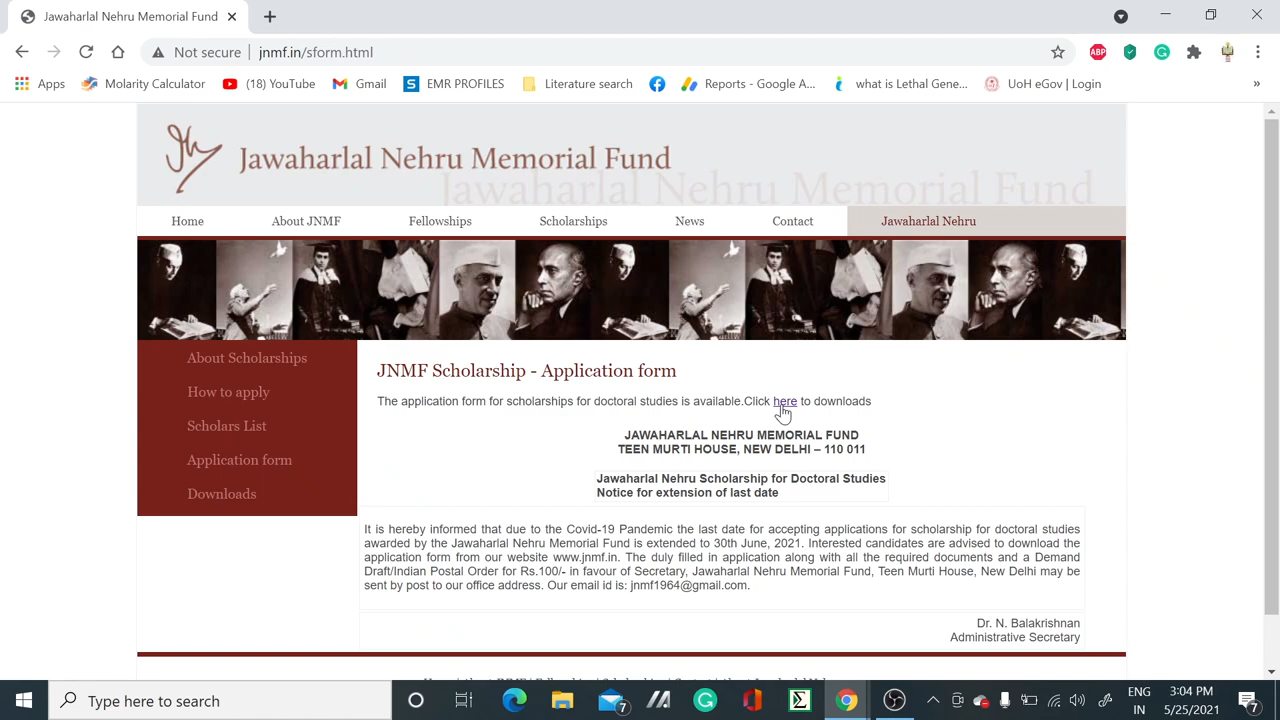 Jawaharlal Nehru Memorial Fund
Not secure | jnmf.in/sform.html
Apps Molarity Calculator (18) YouTube Gmail EMR PROFILES Literature search Reports - Google A... what is Lethal Gene... UoH eGov | Login »
Jawaharlal Nehru Memorial Fund
Jawaharlal Nehru Memorial Fund
Home About JNMF Fellowships Scholarships News Contact Jawaharlal Nehru
About Scholarships
How to apply
Scholars List
Application form
Downloads
JNMF Scholarship - Application form
The application form for scholarships for doctoral studies is available.Click here to downloads
JAWAHARLAL NEHRU MEMORIAL FUND
TEEN MURTI HOUSE, NEW DELHI – 110 011
Jawaharlal Nehru Scholarship for Doctoral Studies
Notice for extension of last date
It is hereby informed that due to the Covid-19 Pandemic the last date for accepting applications for scholarship for doctoral studies
awarded by the Jawaharlal Nehru Memorial Fund is extended to 30th June, 2021. Interested candidates are advised to download the
application form from our website www.jnmf.in. The duly filled in application along with all the required documents and a Demand
Draft/Indian Postal Order for Rs.100/- in favour of Secretary, Jawaharlal Nehru Memorial Fund, Teen Murti House, New Delhi may be
sent by post to our office address. Our email id is: jnmf1964@gmail.com.
Dr. N. Balakrishnan
Administrative Secretary
Type here to search
7
ENG
IN
3:04 PM
5/25/2021
7